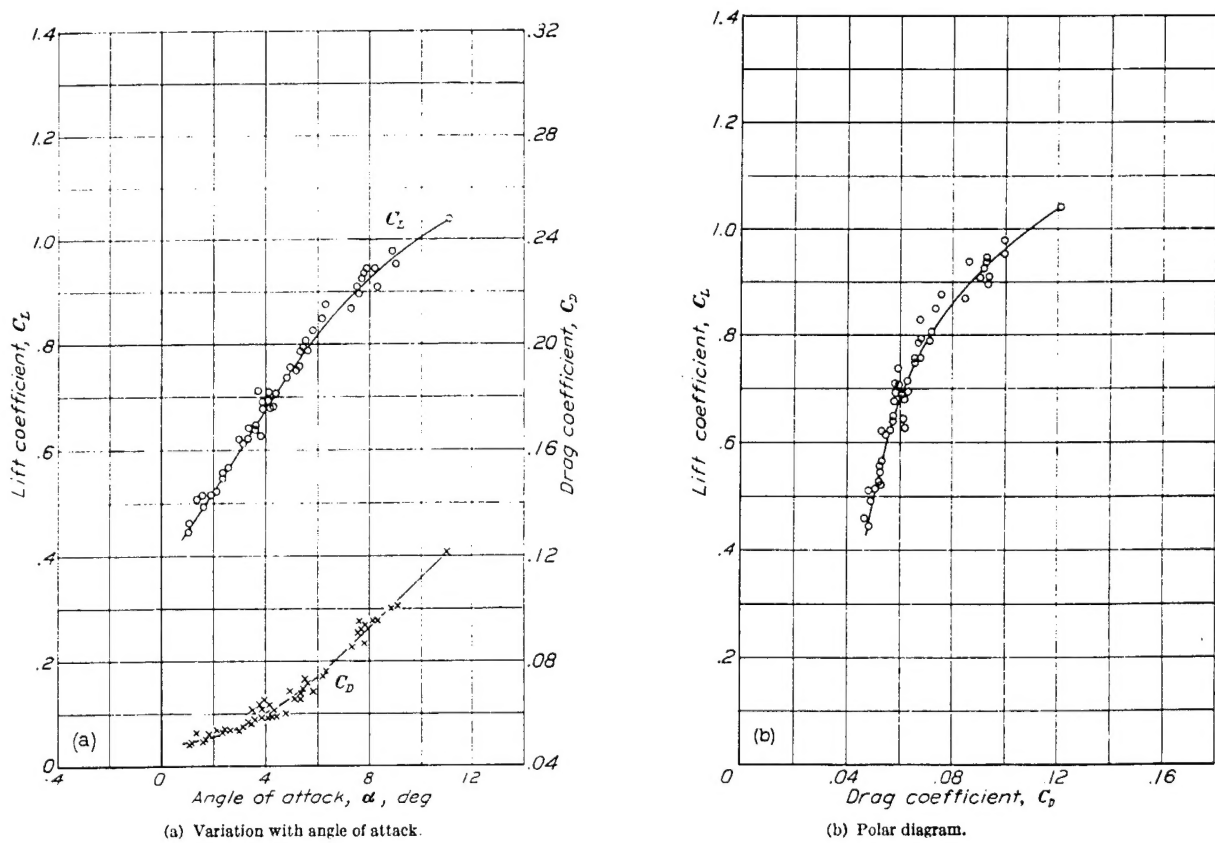 1.4
1.2
1.0
.8
.6
.4
.2
0
Lift coefficient, C_L
.32
.28
.24
.20
.16
.12
.08
.04
Drag coefficient, C_D
C_L
C_D
(a)
.4 0 .4 .8 12
Angle of attack, α, deg
(a) Variation with angle of attack.
1.4
1.2
1.0
.8
.6
.4
.2
Lift coefficient, C_L
(b)
0 .04 .08 .12 .16
Drag coefficient, C_D
(b) Polar diagram.